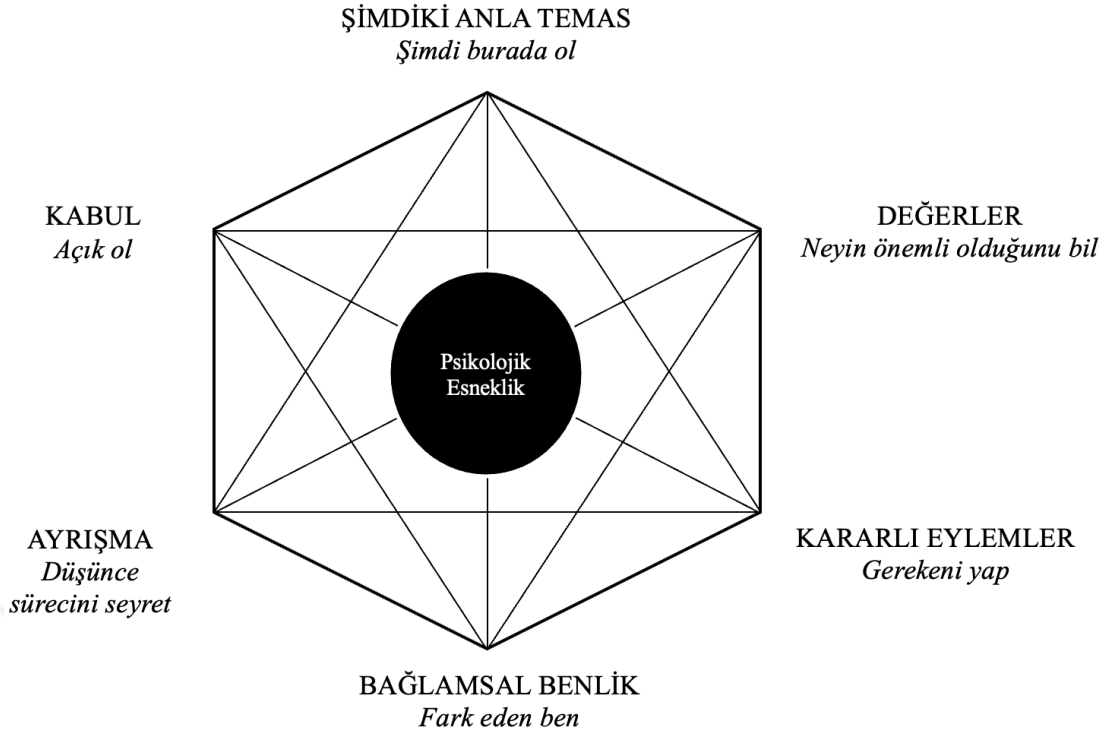 ŞİMDİKİ ANLA TEMAS
Şimdi burada ol
KABUL
Açık ol
DEĞERLER
Neyin önemli olduğunu bil
Psikolojik
Esneklik
AYRIŞMA
Düşünce
sürecini seyret
KARARLI EYLEMLER
Gerekeni yap
BAĞLAMSAL BENLİK
Fark eden ben